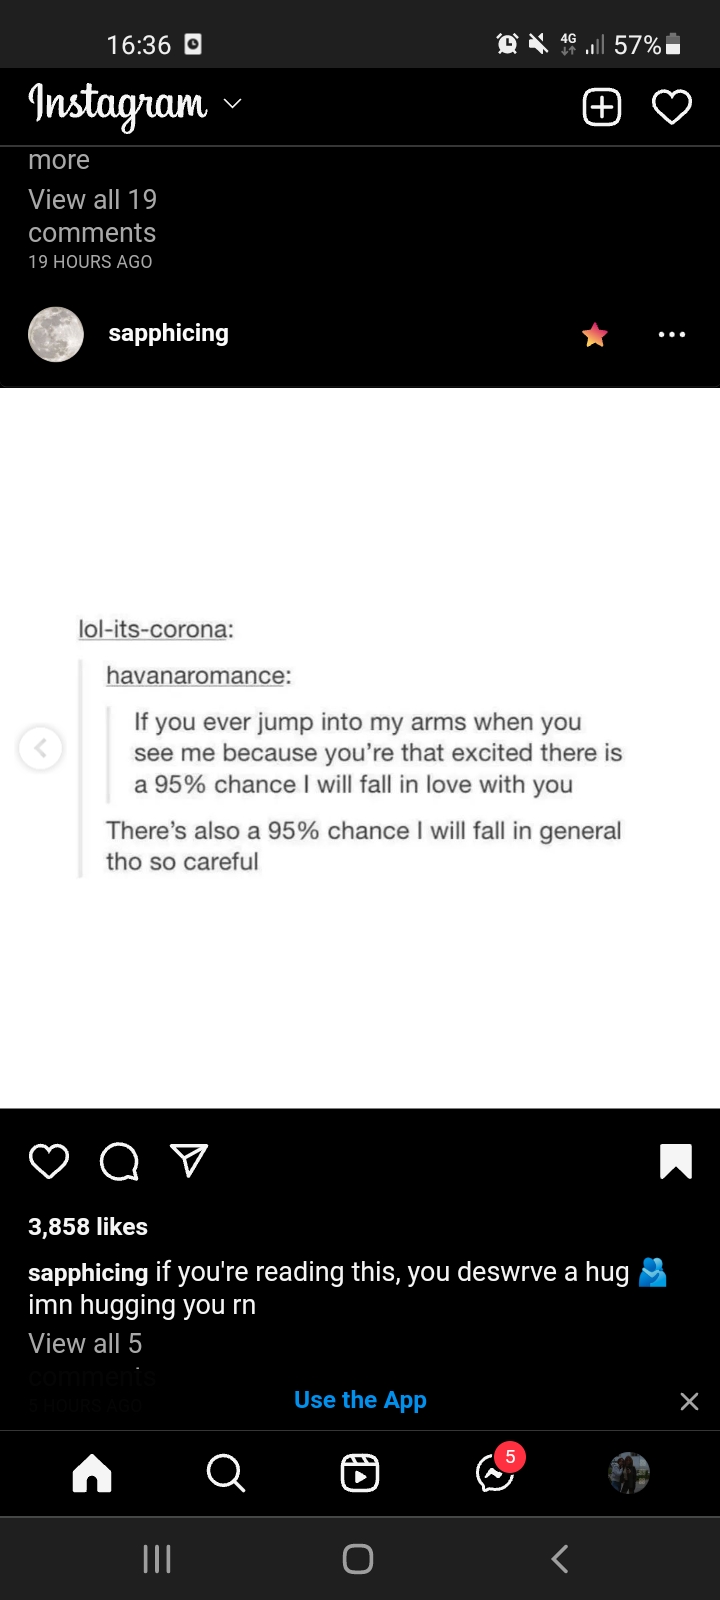 16:36
4G
57%
Instagram
more
View all 19
comments
19 HOURS AGO
sapphicing
lol-its-corona:
havanaromance:
If you ever jump into my arms when you
see me because you're that excited there is
a 95% chance I will fall in love with you
There's also a 95% chance I will fall in general
tho so careful
3,858 likes
sapphicing if you're reading this, you deswrve a hug 🫂
imn hugging you rn
View all 5
comments
5 HOURS AGO
Use the App
5